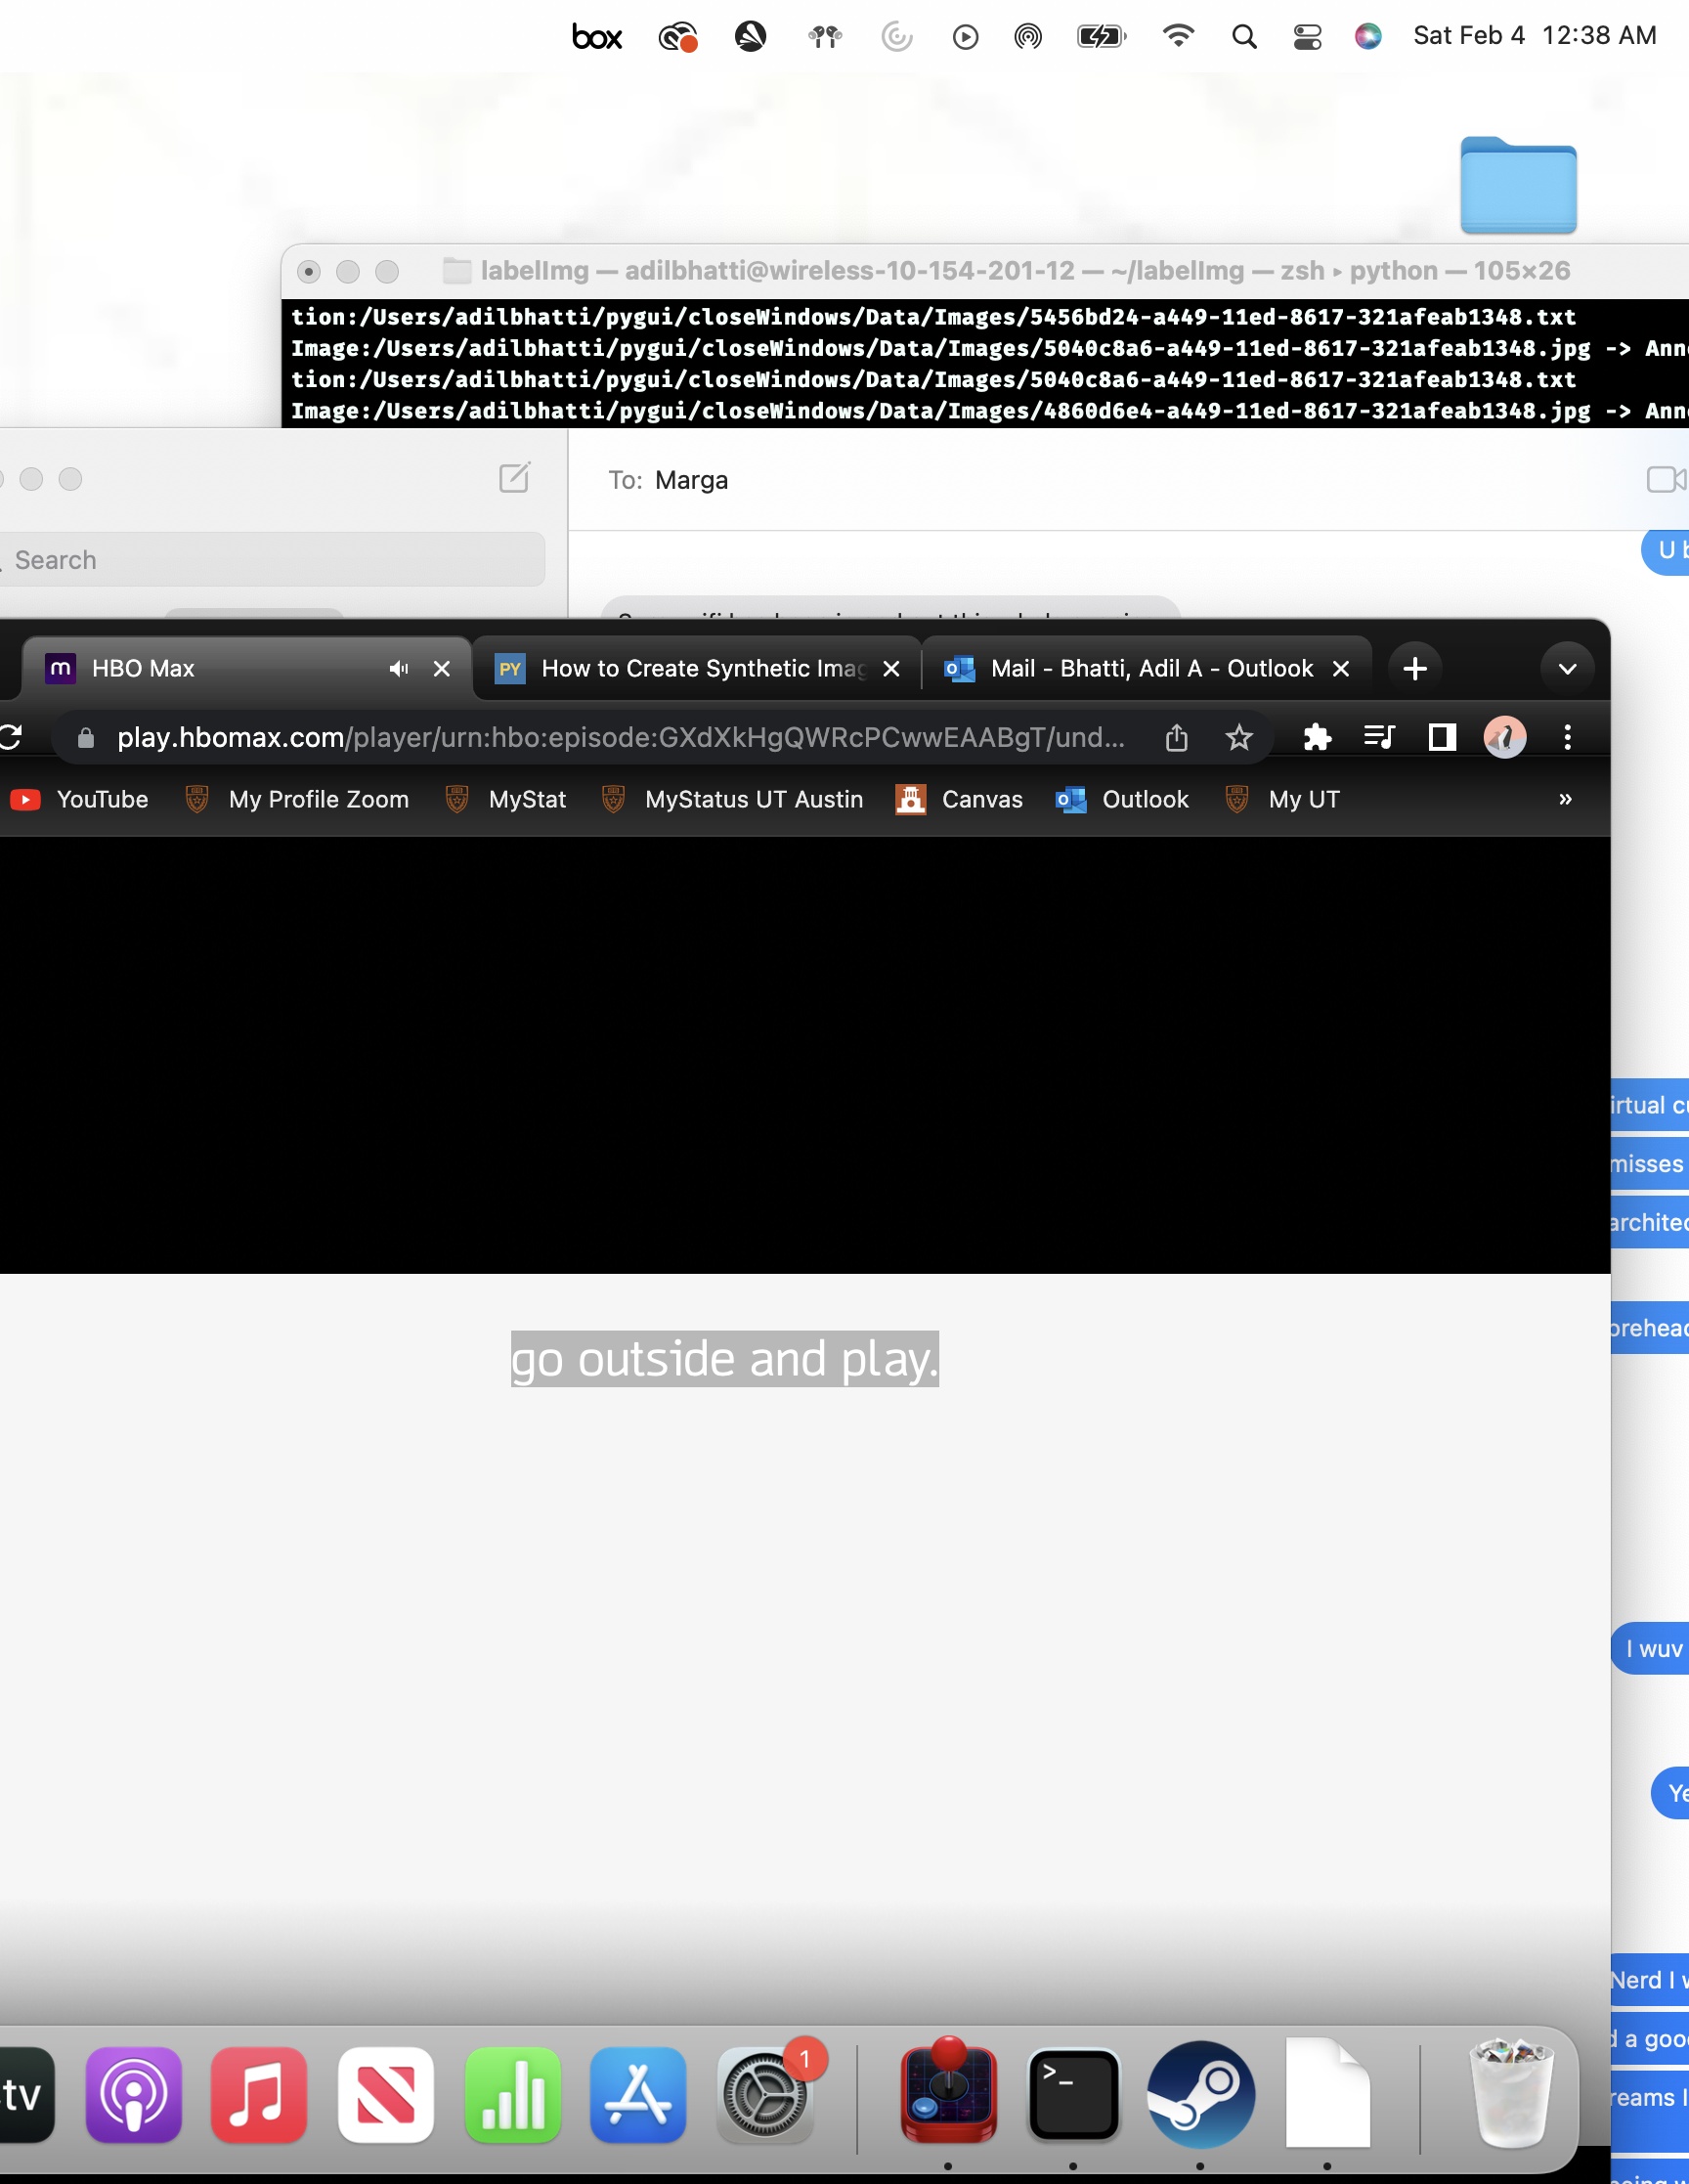 box Sat Feb 4 12:38 AM
labelImg — adilbhatti@wireless-10-154-201-12 — ~/labelImg — zsh ▸ python — 105×26
tion:/Users/adilbhatti/pygui/closeWindows/Data/Images/5456bd24-a449-11ed-8617-321afeab1348.txt
Image:/Users/adilbhatti/pygui/closeWindows/Data/Images/5040c8a6-a449-11ed-8617-321afeab1348.jpg -> Ann
tion:/Users/adilbhatti/pygui/closeWindows/Data/Images/5040c8a6-a449-11ed-8617-321afeab1348.txt
Image:/Users/adilbhatti/pygui/closeWindows/Data/Images/4860d6e4-a449-11ed-8617-321afeab1348.jpg -> Ann
To: Marga
Search
U b
HBO Max
PY How to Create Synthetic Imag
Mail - Bhatti, Adil A - Outlook
play.hbomax.com/player/urn:hbo:episode:GXdXkHgQWRcPCwwEAABgT/und...
YouTube My Profile Zoom MyStat MyStatus UT Austin Canvas Outlook My UT »
irtual cu
misses
architec
orehead
go outside and play.
I wuv
Ye
Nerd I w
d a goo
reams I
tv
1
>_